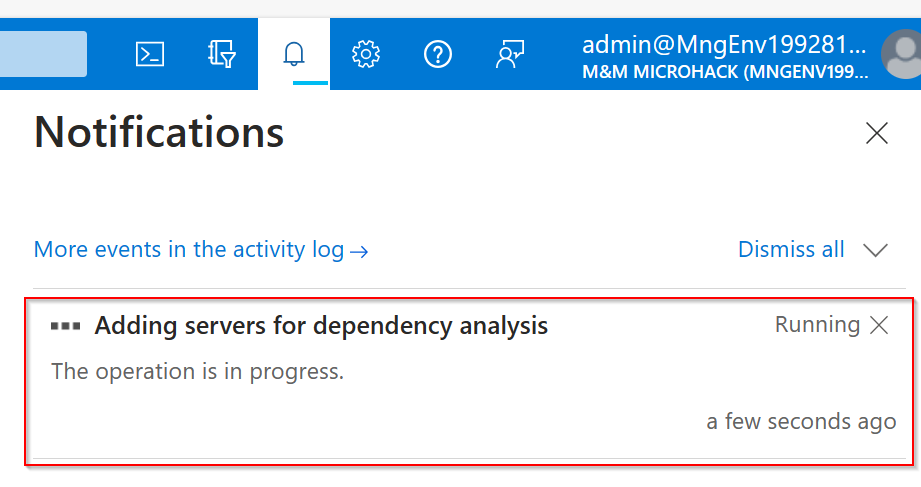 admin@MngEnv199281...
M&M MICROHACK (MNGENV199...
Notifications
More events in the activity log
Dismiss all
Adding servers for dependency analysis
Running
The operation is in progress.
a few seconds ago